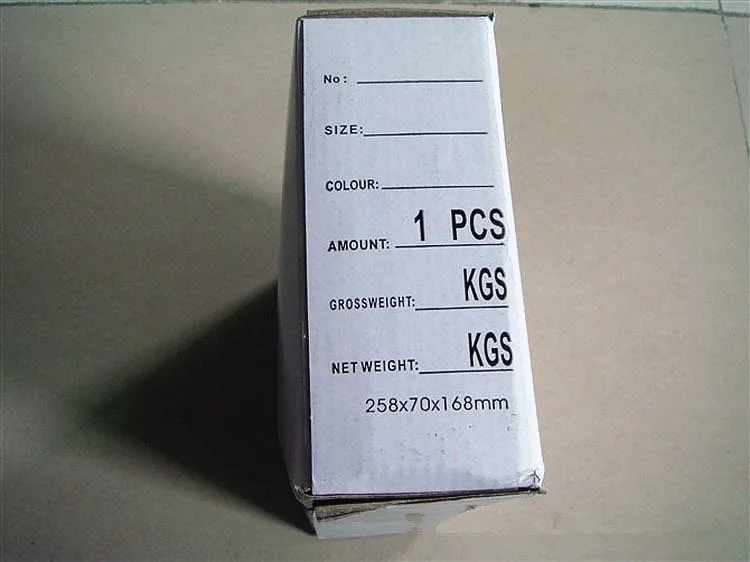 No:
SIZE:
COLOUR:
AMOUNT: 1 PCS
GROSSWEIGHT: KGS
NET WEIGHT: KGS
258x70x168mm